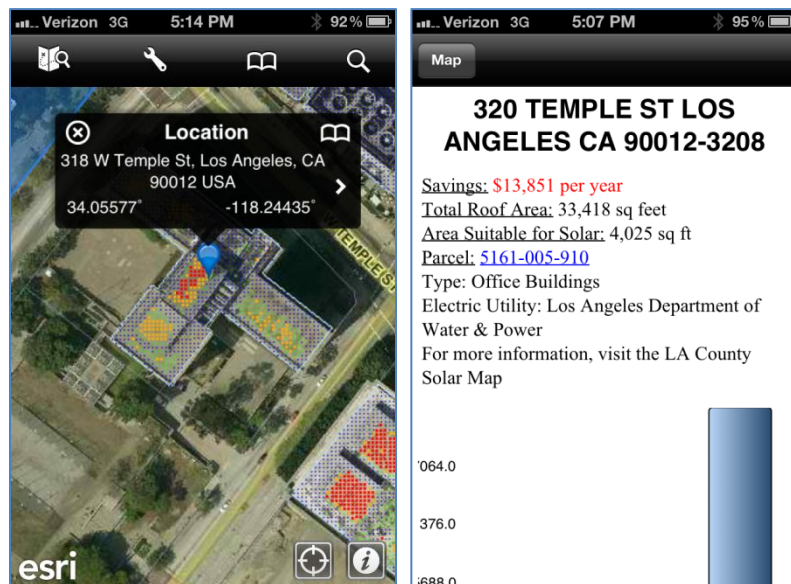 Verizon 3G 5:14 PM 92%
Location
318 W Temple St, Los Angeles, CA
90012 USA
34.05577° -118.24435°
W TEMPLE ST
esri
Verizon 3G 5:07 PM 95%
Map
320 TEMPLE ST LOS
ANGELES CA 90012-3208
Savings: $13,851 per year
Total Roof Area: 33,418 sq feet
Area Suitable for Solar: 4,025 sq ft
Parcel: 5161-005-910
Type: Office Buildings
Electric Utility: Los Angeles Department of
Water & Power
For more information, visit the LA County
Solar Map
064.0
376.0
688.0